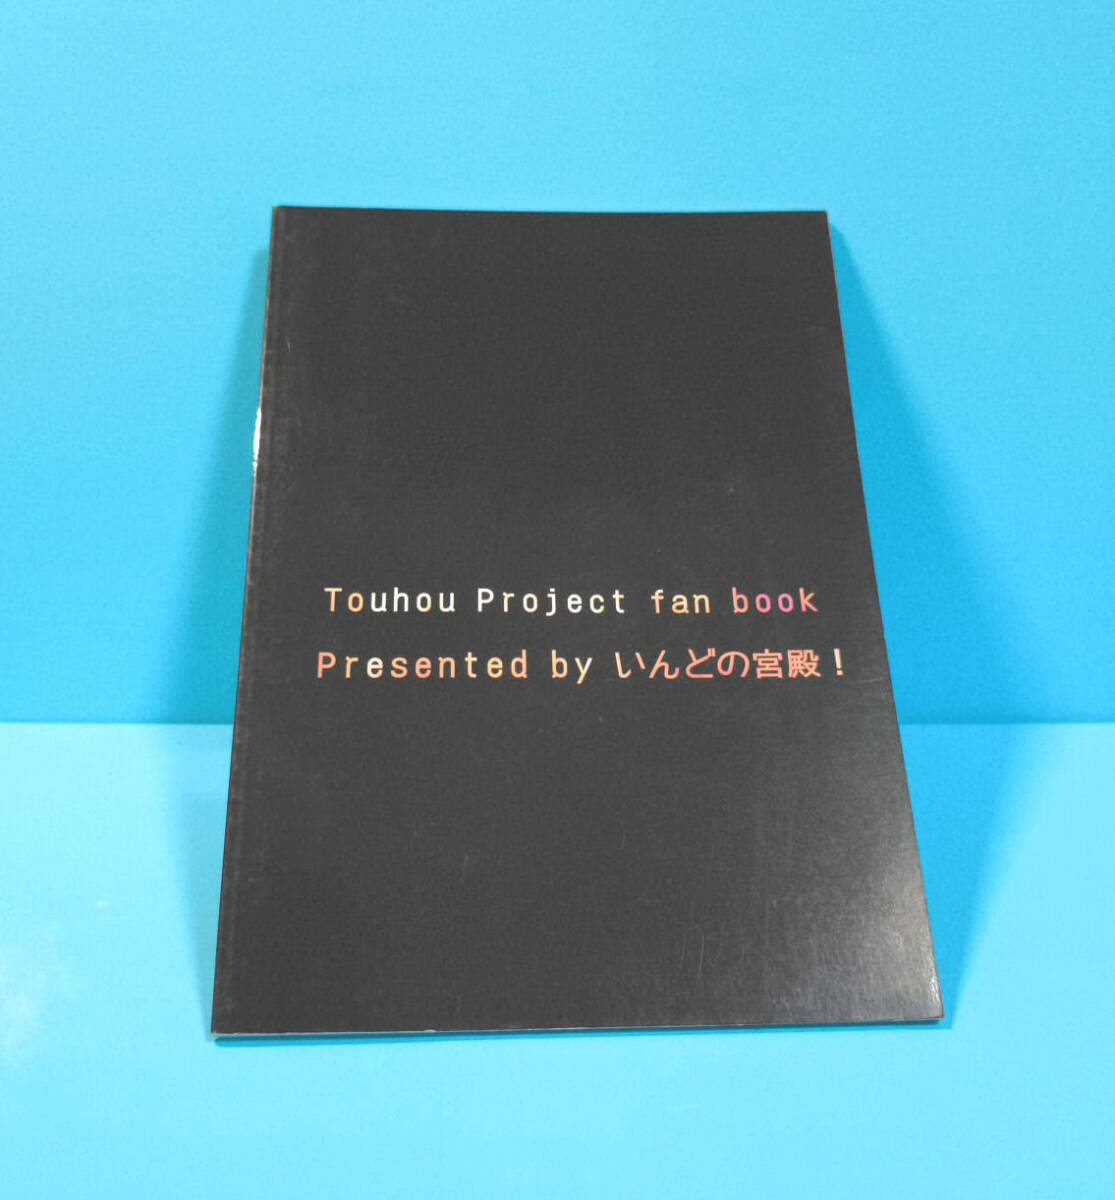 Touhou Project fan book
Presented by いんどの宮殿！